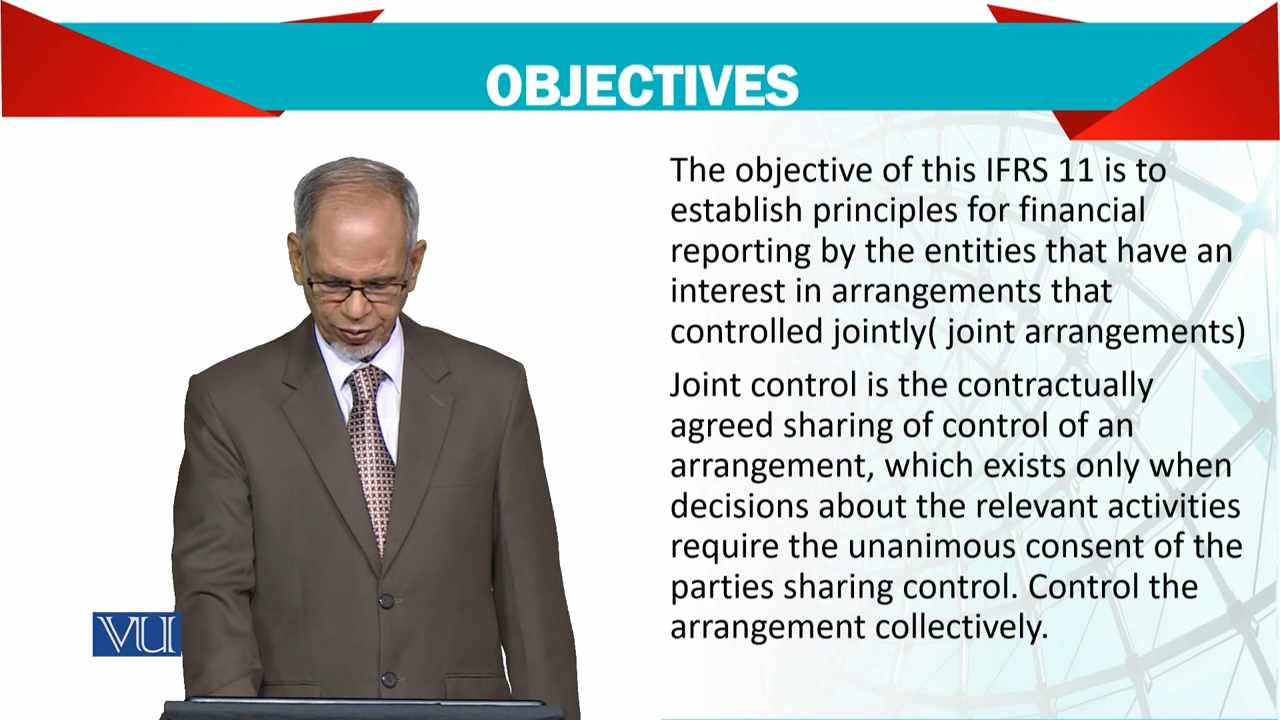 OBJECTIVES
The objective of this IFRS 11 is to
establish principles for financial
reporting by the entities that have an
interest in arrangements that
controlled jointly( joint arrangements)
Joint control is the contractually
agreed sharing of control of an
arrangement, which exists only when
decisions about the relevant activities
require the unanimous consent of the
parties sharing control. Control the
arrangement collectively.
VU